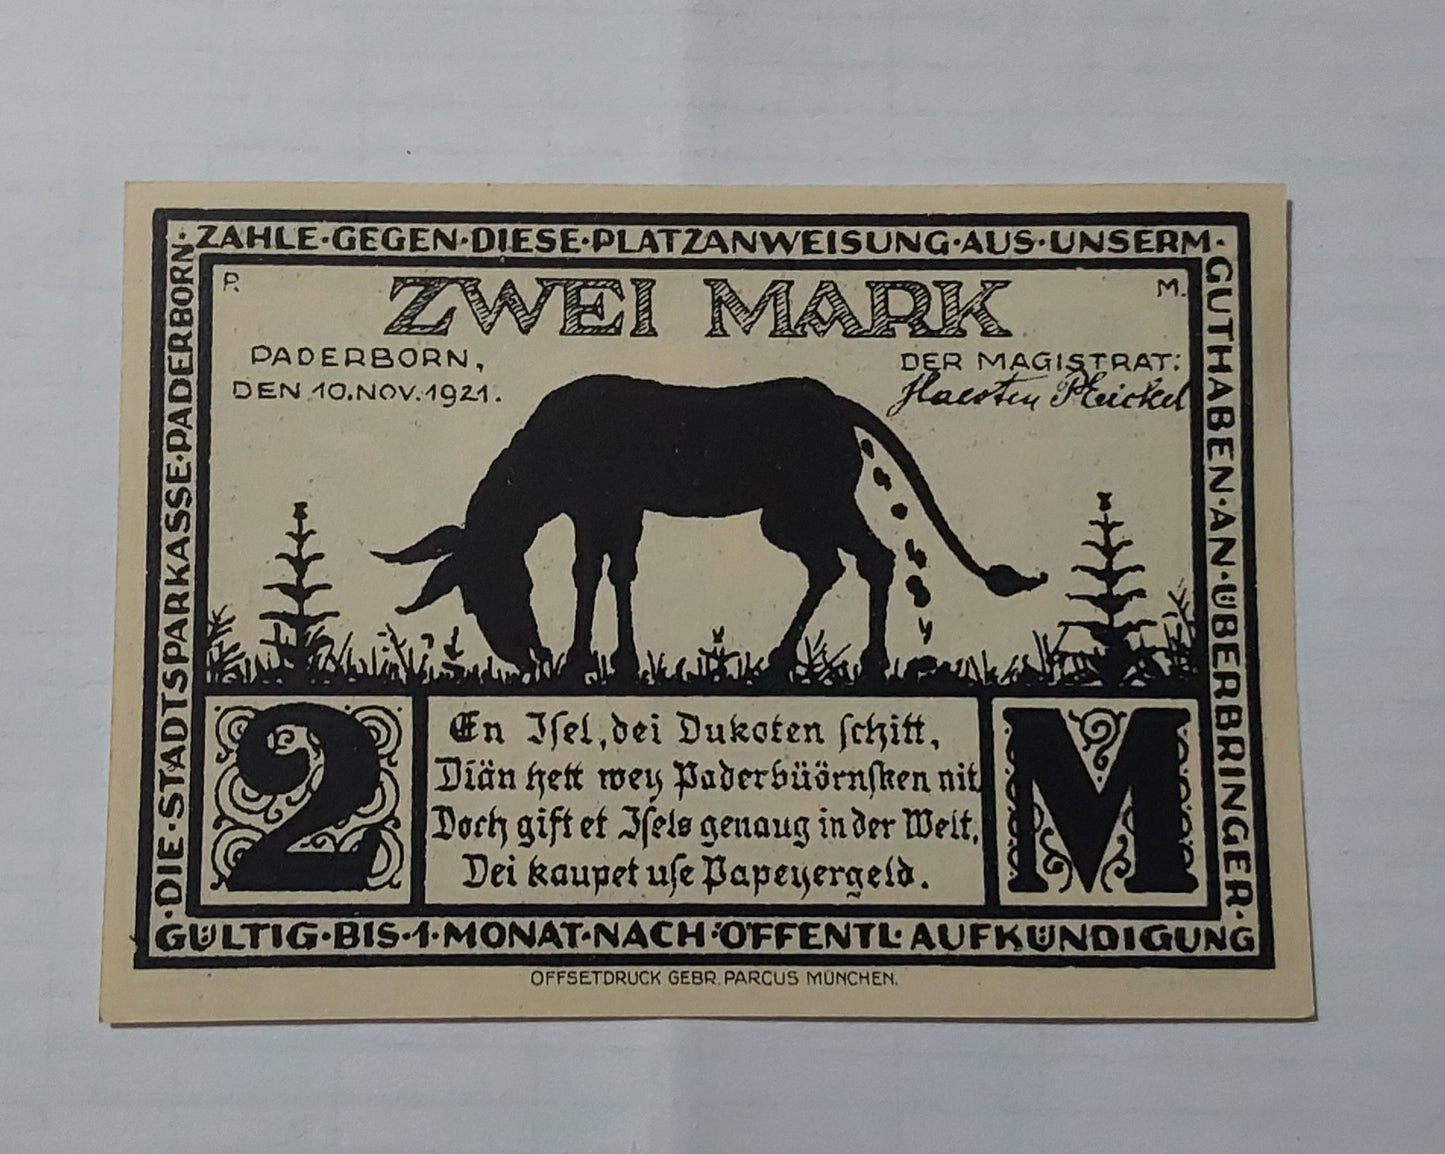 DIE·STADTSPARKASSE·PADERBORN·
ZAHLE·GEGEN·DIESE·PLATZANWEISUNG·AUS·UNSERM·
GUTHABEN·AN·ÜBERBRINGER·
P.
ZWEI MARK
M.
PADERBORN,
DEN 10.NOV.1921.
DER MAGISTRAT:
2
En Isel, dei Dukoten schitt,
Diän hett wey Paderbüörnsken nit
Doch gift et Isels genaug in der Welt,
Dei kaupet use Papeyergeld.
M
GÜLTIG·BIS·1·MONAT·NACH·ÖFFENTL·AUFKÜNDIGUNG
OFFSETDRUCK GEBR. PARCUS MÜNCHEN.